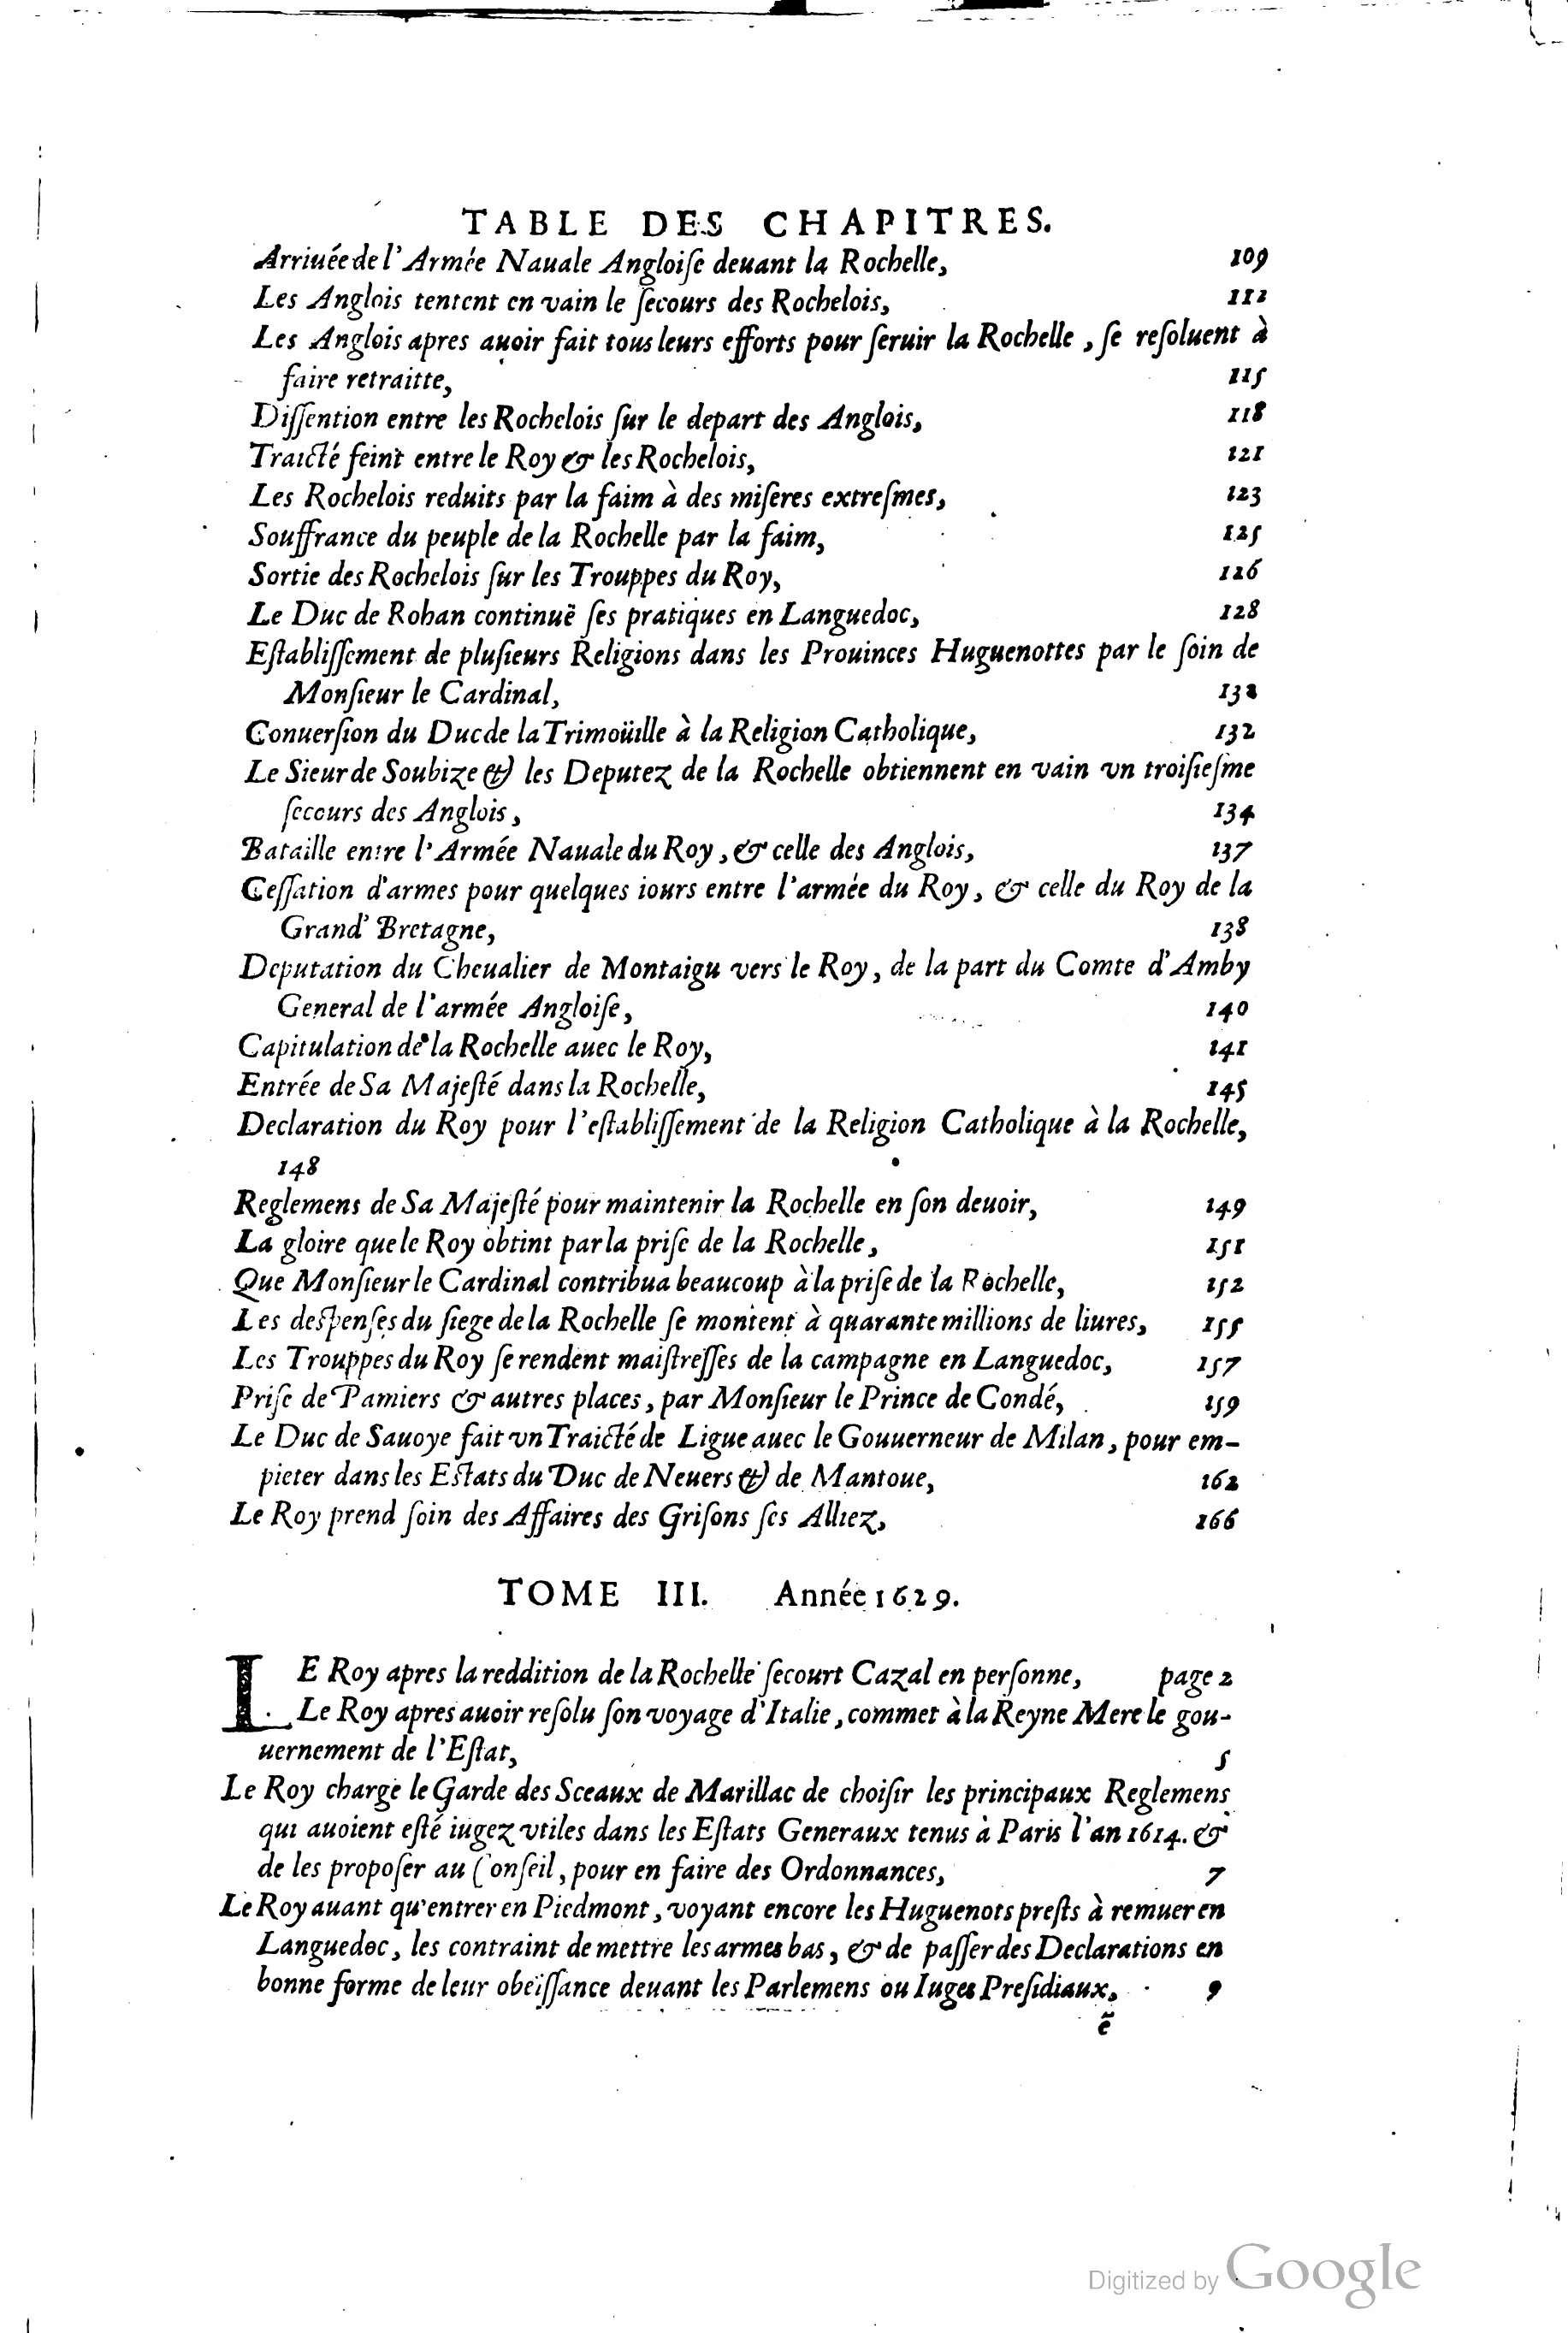 TABLE DES CHAPITRES.
Arriuée de l'Armée Nauale Angloiſe deuant la Rochelle, 109
Les Anglois tentent en vain le ſecours des Rochelois, 112
Les Anglois apres auoir fait tous leurs efforts pour ſeruir la Rochelle, ſe reſoluent à
faire retraitte, 115
Diſſention entre les Rochelois ſur le depart des Anglois, 118
Traicté feint entre le Roy & les Rochelois, 121
Les Rochelois reduits par la faim à des miſeres extreſmes, 123
Souffrance du peuple de la Rochelle par la faim, 125
Sortie des Rochelois ſur les Trouppes du Roy, 126
Le Duc de Rohan continuë ſes pratiques en Languedoc, 128
Eſtabliſſement de pluſieurs Religions dans les Prouinces Huguenottes par le ſoin de
Monſieur le Cardinal,
Conuerſion du Duc de la Trimoüille à la Religion Catholique, 132
Le Sieur de Soubize & les Deputez de la Rochelle obtiennent en vain vn troiſieſme
ſecours des Anglois, 134
Bataille entre l'Armée Nauale du Roy, & celle des Anglois, 137
Ceſſation d'armes pour quelques iours entre l'armée du Roy, & celle du Roy de la
Grand' Bretagne, 138
Deputation du Cheualier de Montaigu vers le Roy, de la part du Comte d'Amby
General de l'armée Angloiſe, 140
Capitulation de la Rochelle auec le Roy, 141
Entrée de Sa Majeſté dans la Rochelle, 145
Declaration du Roy pour l'eſtabliſſement de la Religion Catholique à la Rochelle,
148
Reglemens de Sa Majeſté pour maintenir la Rochelle en ſon deuoir, 149
La gloire que le Roy obtint par la priſe de la Rochelle, 151
Que Monſieur le Cardinal contribua beaucoup à la priſe de la Rochelle, 152
Les deſpenſes du ſiege de la Rochelle ſe montent à quarante millions de liures, 155
Les Trouppes du Roy ſe rendent maiſtreſſes de la campagne en Languedoc, 157
Priſe de Pamiers & autres places, par Monſieur le Prince de Condé, 159
Le Duc de Sauoye fait vn Traicté de Ligue auec le Gouuerneur de Milan, pour em-
pieter dans les Eſtats du Duc de Neuers & de Mantoue, 162
Le Roy prend ſoin des Affaires des Griſons ſes Alliez, 166
TOME III. Année 1629.
LE Roy apres la reddition de la Rochelle ſecourt Cazal en perſonne, page 2
Le Roy apres auoir reſolu ſon voyage d'Italie, commet à la Reyne Mere le gou-
uernement de l'Eſtat, 5
Le Roy charge le Garde des Sceaux de Marillac de choiſir les principaux Reglemens
qui auoient eſté iugez vtiles dans les Eſtats Generaux tenus à Paris l'an 1614. &
de les propoſer au Conſeil, pour en faire des Ordonnances, 7
Le Roy auant qu'entrer en Piedmont, voyant encore les Huguenots preſts à remuer en
Languedoc, les contraint de mettre les armes bas, & de paſſer des Declarations en
bonne forme de leur obeïſſance deuant les Parlemens ou Iuges Preſidiaux, 9
ẽ
Digitized by Google